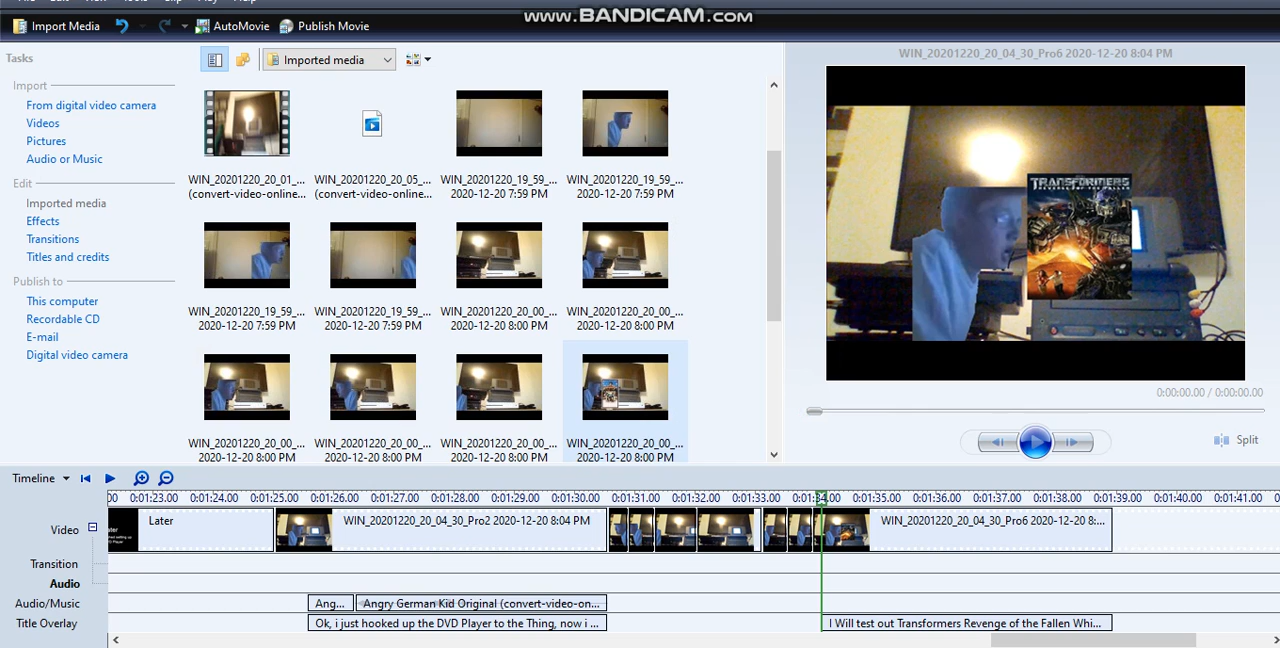 www.BANDICAM.com
File Edit View Tools Clip Play Help
Import Media AutoMovie Publish Movie
Tasks
Import
From digital video camera
Videos
Pictures
Audio or Music
Edit
Imported media
Effects
Transitions
Titles and credits
Publish to
This computer
Recordable CD
E-mail
Digital video camera
Imported media
WIN_20201220_20_01_... WIN_20201220_20_05_... WIN_20201220_19_59_... WIN_20201220_19_59_...
(convert-video-online... (convert-video-online... 2020-12-20 7:59 PM 2020-12-20 7:59 PM
WIN_20201220_19_59_... WIN_20201220_19_59_... WIN_20201220_20_00_... WIN_20201220_20_00_...
2020-12-20 7:59 PM 2020-12-20 7:59 PM 2020-12-20 8:00 PM 2020-12-20 8:00 PM
WIN_20201220_20_00_... WIN_20201220_20_00_... WIN_20201220_20_00_... WIN_20201220_20_00_...
2020-12-20 8:00 PM 2020-12-20 8:00 PM 2020-12-20 8:00 PM 2020-12-20 8:00 PM
WIN_20201220_20_04_30_Pro6 2020-12-20 8:04 PM
TRANSFORMERS
0:00:00.00 / 0:00:00.00
Split
Timeline
00 0:01:23.00 0:01:24.00 0:01:25.00 0:01:26.00 0:01:27.00 0:01:28.00 0:01:29.00 0:01:30.00 0:01:31.00 0:01:32.00 0:01:33.00 0:01:34.00 0:01:35.00 0:01:36.00 0:01:37.00 0:01:38.00 0:01:39.00 0:01:40.00 0:01:41.00 0
Video Later WIN_20201220_20_04_30_Pro2 2020-12-20 8:04 PM WIN_20201220_20_04_30_Pro6 2020-12-20 8:...
Transition
Audio
Audio/Music Ang... Angry German Kid Original (convert-video-on...
Title Overlay Ok, i just hooked up the DVD Player to the Thing, now i ... I Will test out Transformers Revenge of the Fallen Whi...